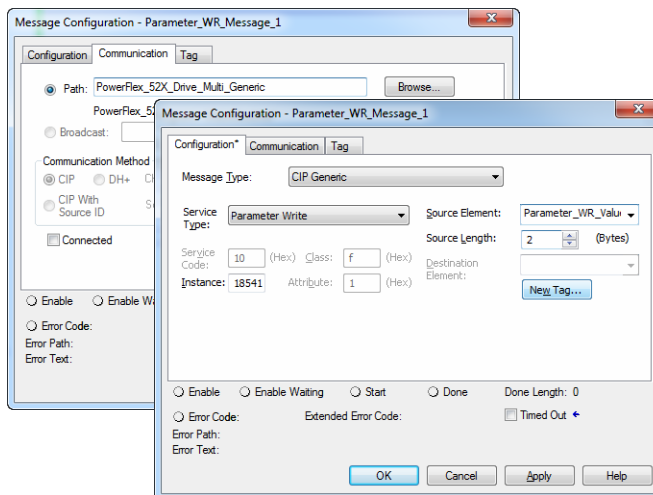 Message Configuration - Parameter_WR_Message_1
Configuration Communication Tag
Path: PowerFlex_52X_Drive_Multi_Generic Browse...
Broadcast:
Communication Method
CIP DH+
CIP With
Source ID
Connected
Enable Enable
Error Code:
Error Path:
Error Text:
Message Configuration - Parameter_WR_Message_1
Configuration* Communication Tag
Message Type: CIP Generic
Service
Type: Parameter Write Source Element: Parameter_WR_Valu
Source Length: 2 (Bytes)
Service
Code: 10 (Hex) Class: f (Hex) Destination
Element:
Instance: 18541 Attribute: 1 (Hex)
New Tag...
Enable Enable Waiting Start Done Done Length: 0
Error Code: Extended Error Code: Timed Out
Error Path:
Error Text:
OK Cancel Apply Help